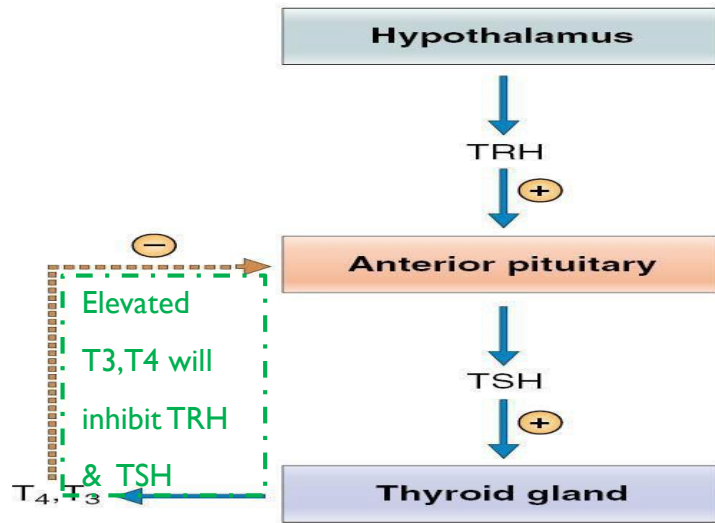 Hypothalamus
TRH
+
−
Anterior pituitary
Elevated
T3,T4 will
inhibit TRH
& TSH
TSH
+
T₄,T₃
Thyroid gland